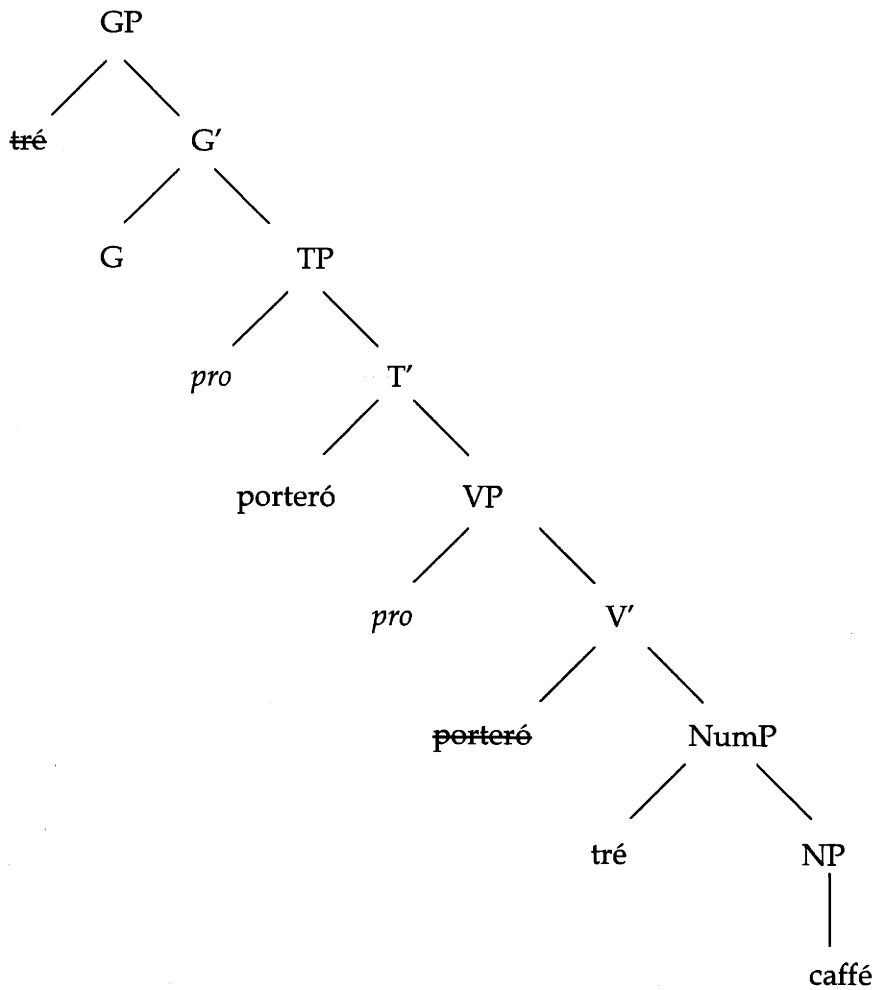 GP
tré G′
G TP
pro T′
porteró VP
pro V′
porteró NumP
tré NP
caffé